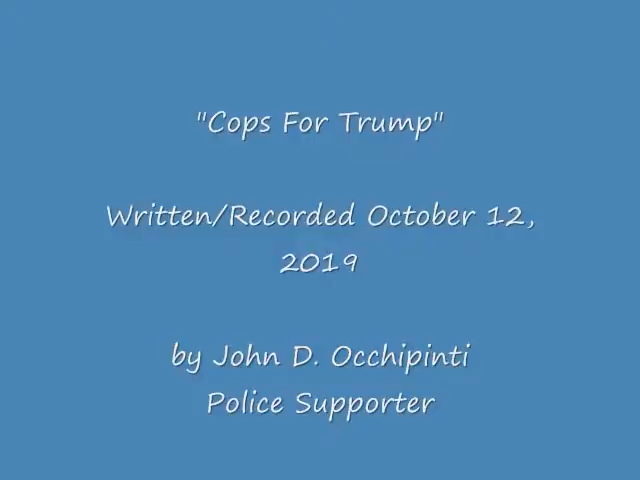 "Cops For Trump"
Written/Recorded October 12,
2019
by John D. Occhipinti
Police Supporter